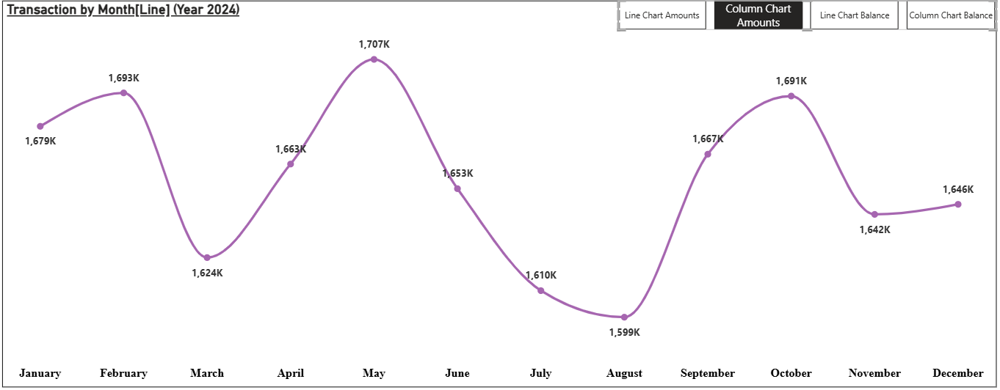 Transaction by Month[Line] (Year 2024)
Line Chart Amounts
Column Chart
Amounts
Line Chart Balance
Column Chart Balance
1,679K
1,693K
1,624K
1,663K
1,707K
1,653K
1,610K
1,599K
1,667K
1,691K
1,642K
1,646K
January
February
March
April
May
June
July
August
September
October
November
December